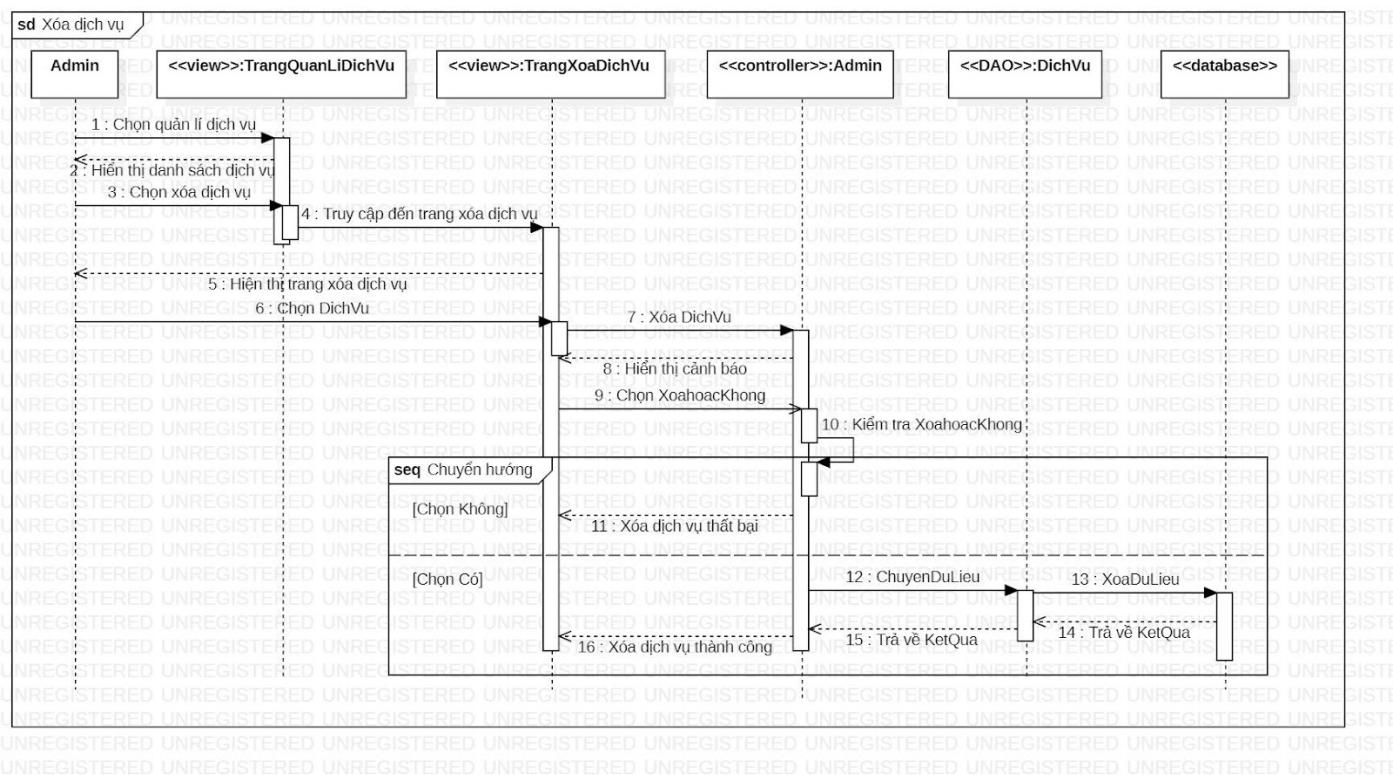 sd Xóa dịch vụ
Admin
<<view>>:TrangQuanLiDichVu
<<view>>:TrangXoaDichVu
<<controller>>:Admin
<<DAO>>:DichVu
<<database>>
1 : Chọn quản lí dịch vụ
2 : Hiển thị danh sách dịch vụ
3 : Chọn xóa dịch vụ
4 : Truy cập đến trang xóa dịch vụ
5 : Hiện thị trang xóa dịch vụ
6 : Chọn DichVu
7 : Xóa DichVu
8 : Hiển thị cảnh báo
9 : Chọn XoahoacKhong
10 : Kiểm tra XoahoacKhong
seq Chuyển hướng
[Chọn Không]
11 : Xóa dịch vụ thất bại
[Chọn Có]
12 : ChuyenDuLieu
13 : XoaDuLieu
14 : Trả về KetQua
15 : Trả về KetQua
16 : Xóa dịch vụ thành công
UNREGISTERED